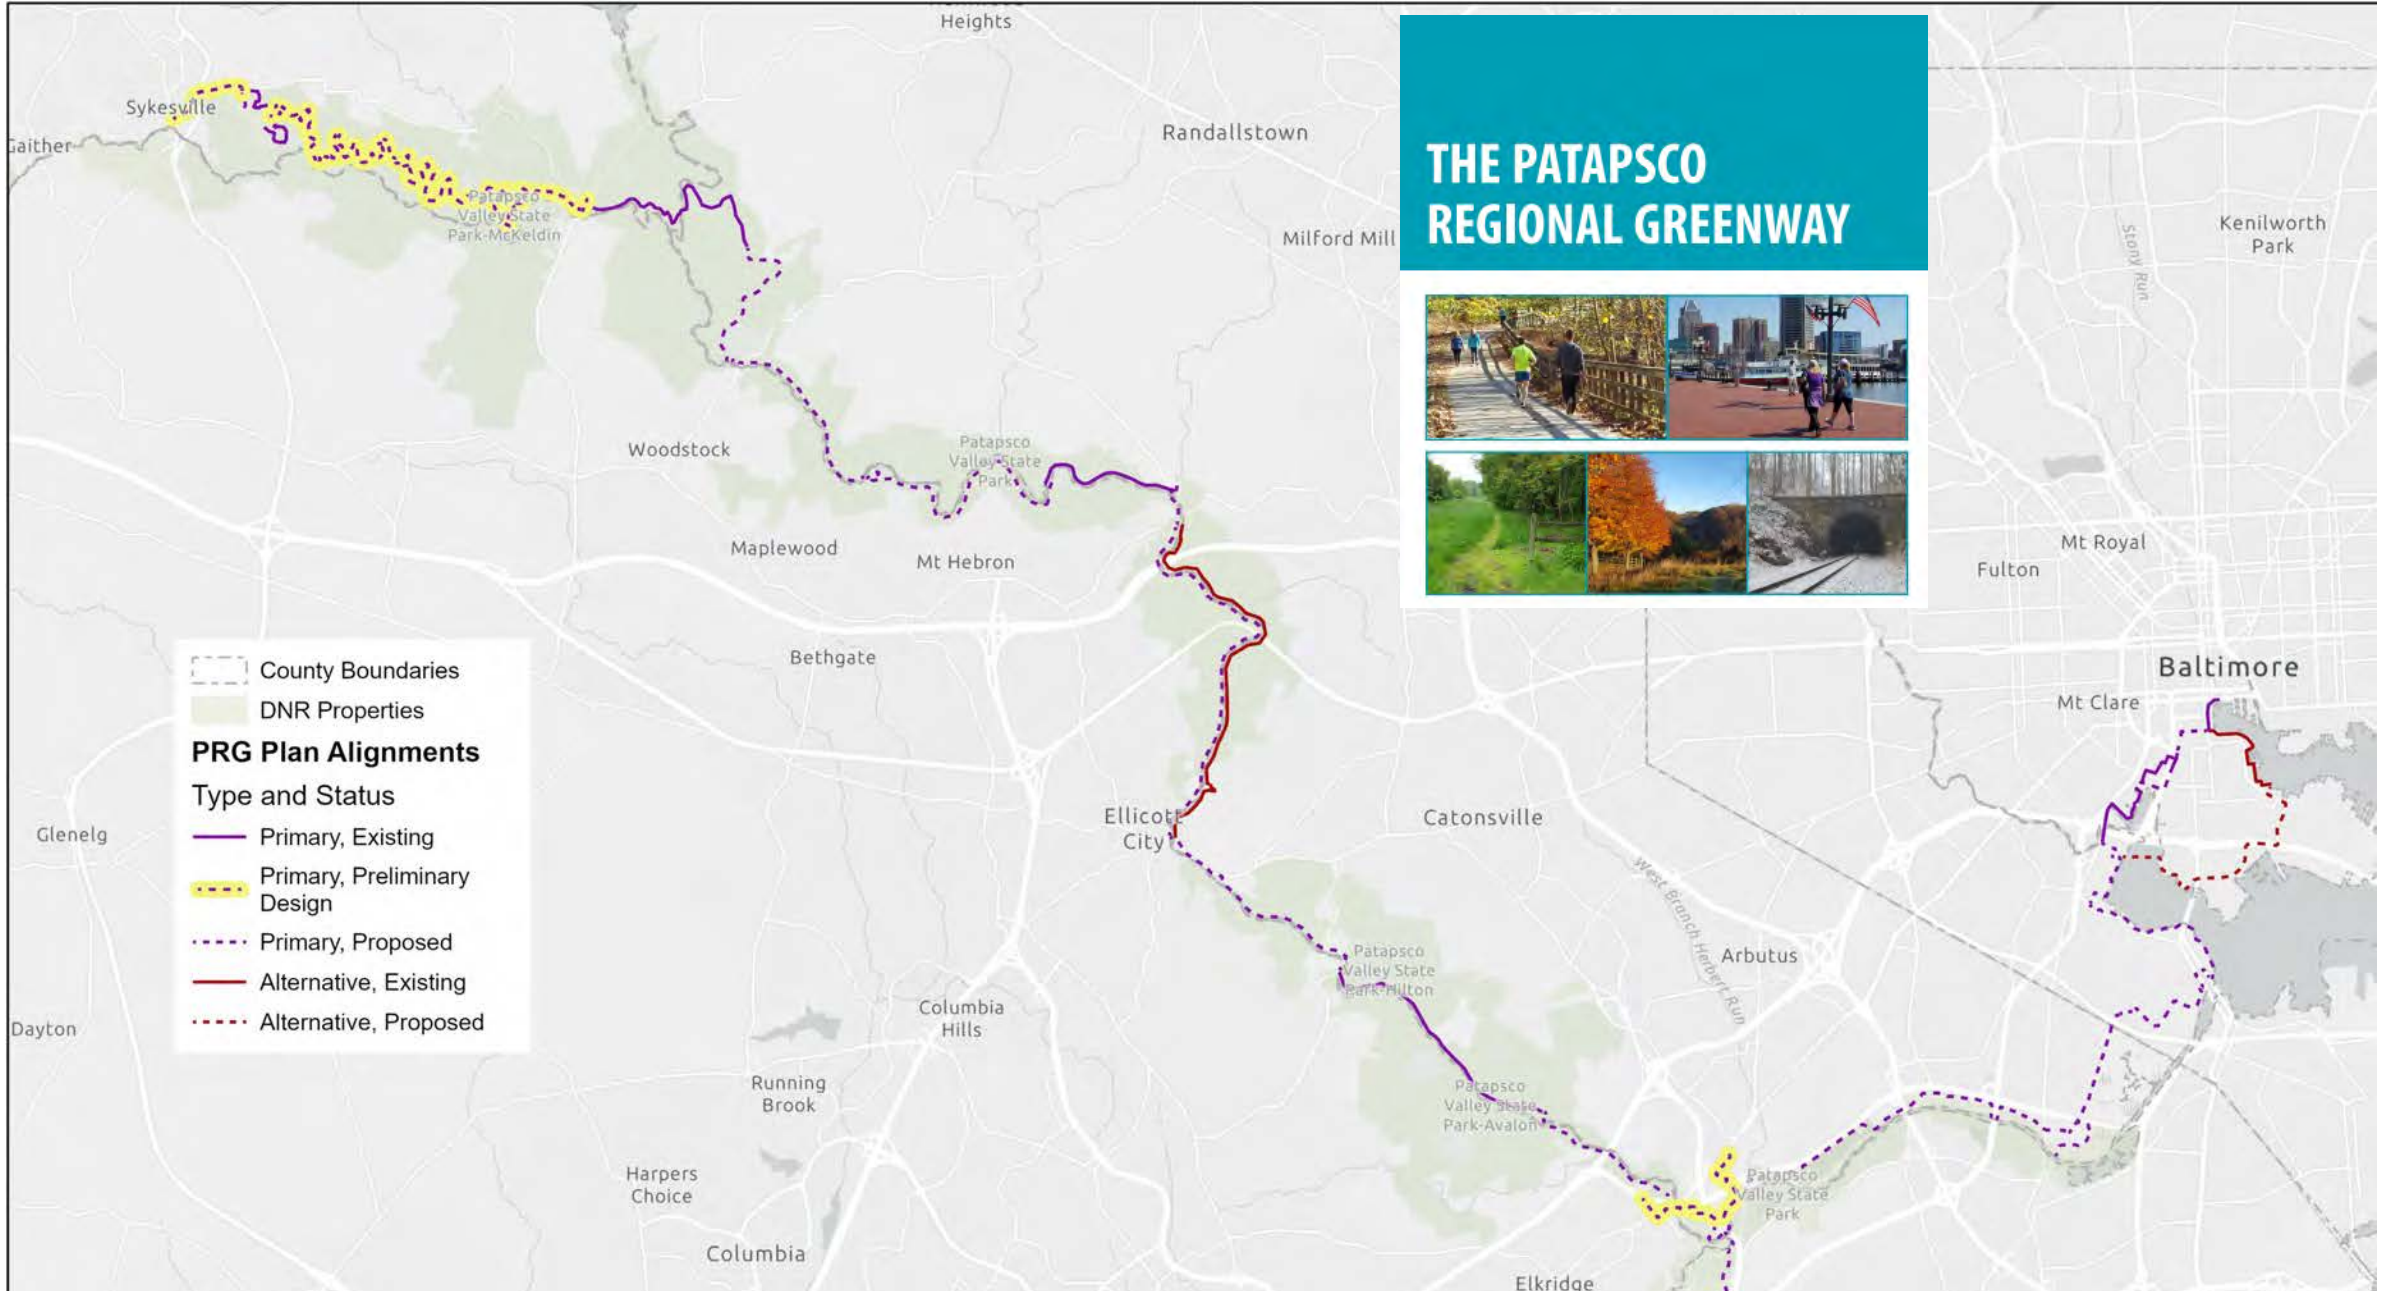 Heights
Sykesville
Gaither
Randallstown
THE PATAPSCO
REGIONAL GREENWAY
Patapsco
Valley State
Park-McKeldin
Milford Mill
Kenilworth
Park
Stony Run
Woodstock
Patapsco
Valley State
Park
Maplewood
Mt Hebron
Mt Royal
Fulton
Bethgate
Baltimore
Mt Clare
County Boundaries
DNR Properties
PRG Plan Alignments
Type and Status
Primary, Existing
Primary, Preliminary
Design
Primary, Proposed
Alternative, Existing
Alternative, Proposed
Glenelg
Ellicott
City
Catonsville
West Branch Herbert Run
Patapsco
Valley State
Park-Hilton
Arbutus
Columbia
Hills
Dayton
Running
Brook
Patapsco
Valley State
Park-Avalon
Harpers
Choice
Patapsco
Valley State
Park
Columbia
Elkridge